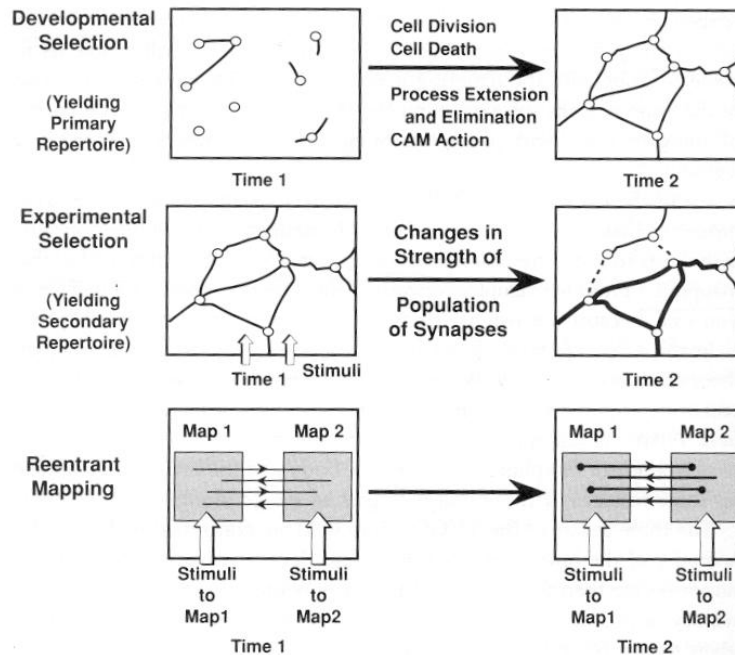 Developmental
Selection
(Yielding
Primary
Repertoire)
Time 1
Cell Division
Cell Death
Process Extension
and Elimination
CAM Action
Time 2
Experimental
Selection
(Yielding
Secondary
Repertoire)
Time 1
Stimuli
Changes in
Strength of
Population
of Synapses
Time 2
Reentrant
Mapping
Map 1
Map 2
Stimuli
to
Map1
Stimuli
to
Map2
Time 1
Map 1
Map 2
Stimuli
to
Map1
Stimuli
to
Map2
Time 2